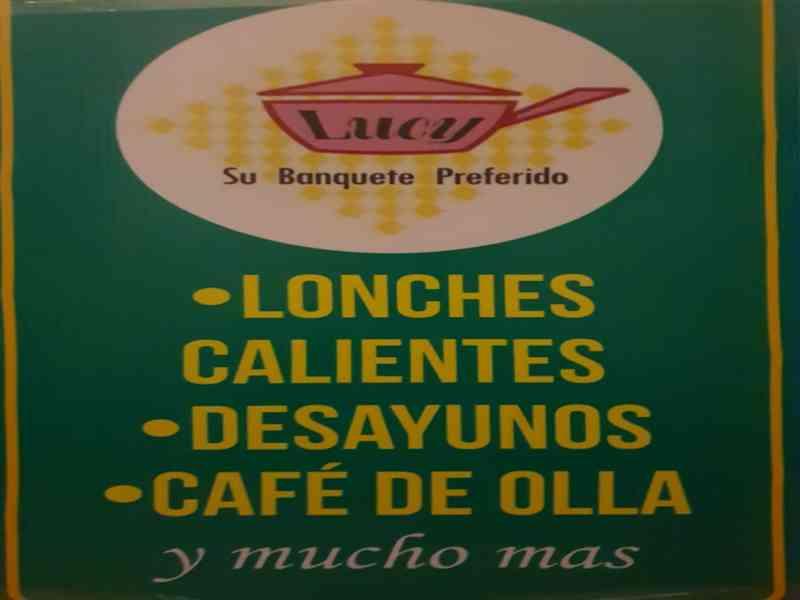 Lucy
Su Banquete Preferido
•LONCHES
CALIENTES
•DESAYUNOS
•CAFÉ DE OLLA
y mucho mas